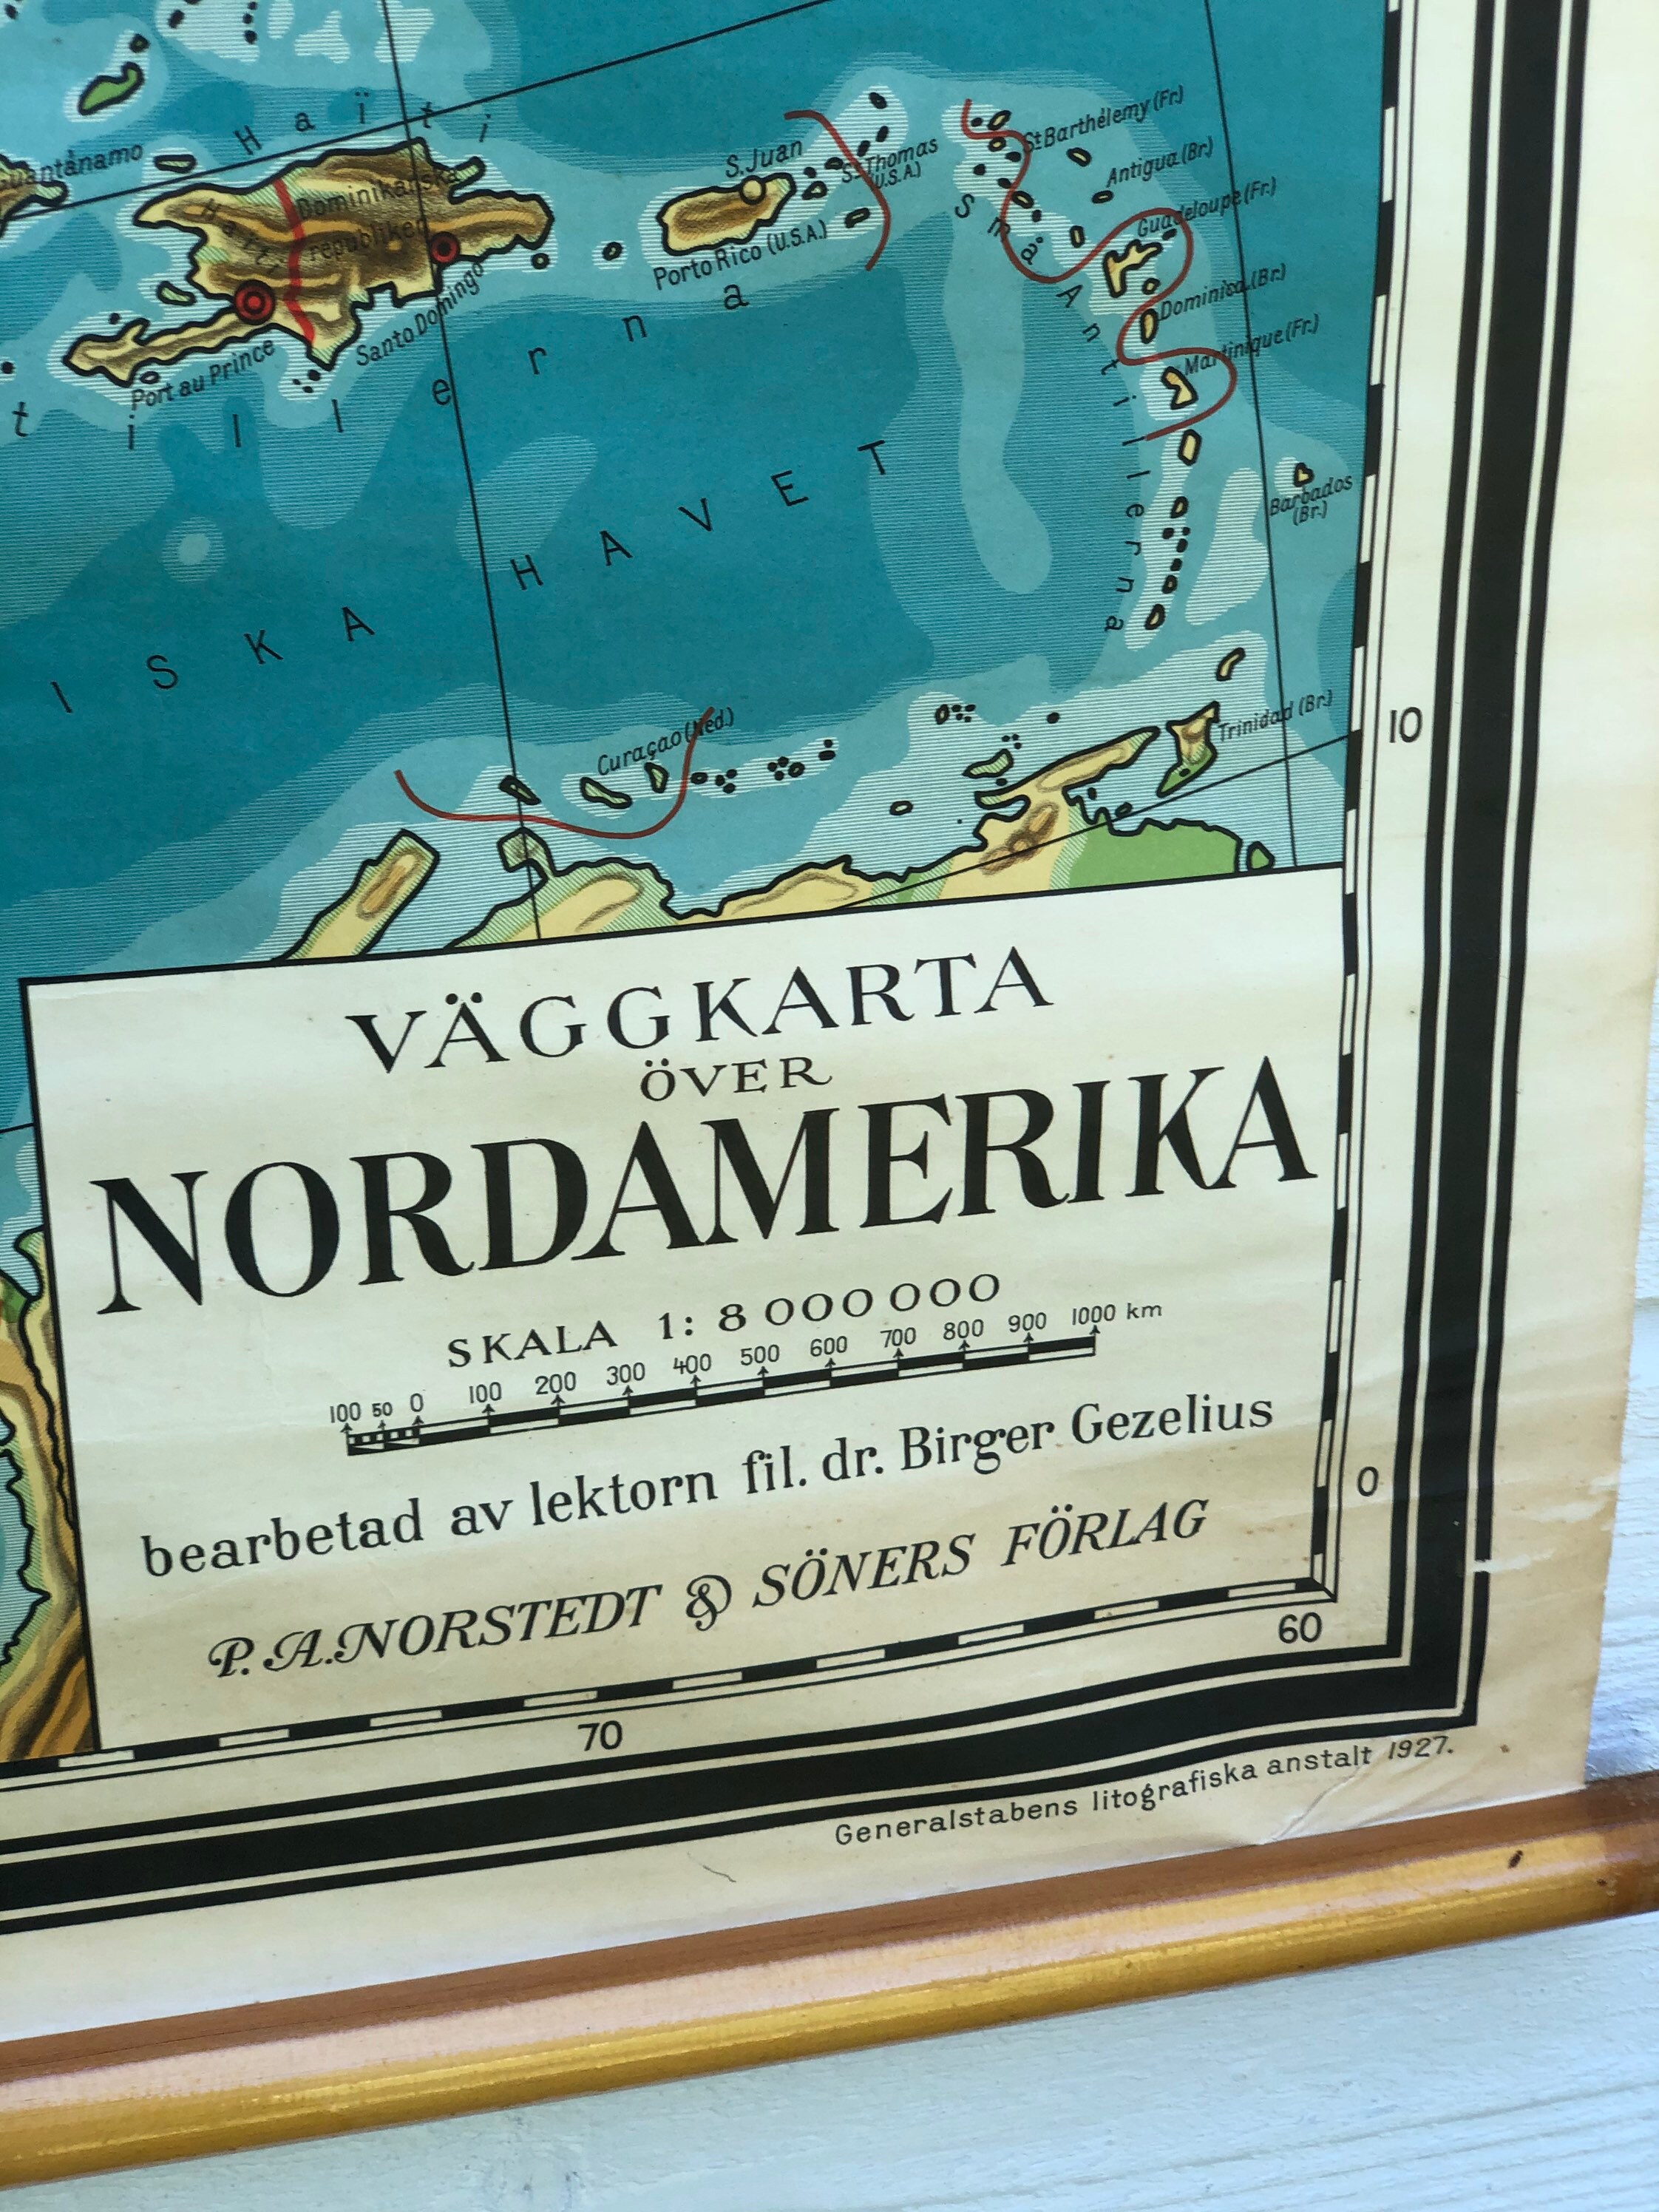 Haïti
S. Juan
St Barthélemy (Fr.)
St Thomas
(U.S.A.)
Antigua (Br.)
Dominikanska
republiken
Haïti
Guadeloupe (Fr.)
Porto Rico (U.S.A.)
Santo Domingo
Port au Prince
Dominica (Br.)
Martinique (Fr.)
Små Antillerna
tillerna
Barbados
(Br.)
ISKA HAVET
Curaçao (Ned.)
Trinidad (Br.)
10
VÄGGKARTA
ÖVER
NORDAMERIKA
SKALA 1: 8 000 000
100 50 0 100 200 300 400 500 600 700 800 900 1000 km
bearbetad av lektorn fil. dr. Birger Gezelius
0
P. A. NORSTEDT & SÖNERS FÖRLAG
60
70
Generalstabens litografiska anstalt 1927.